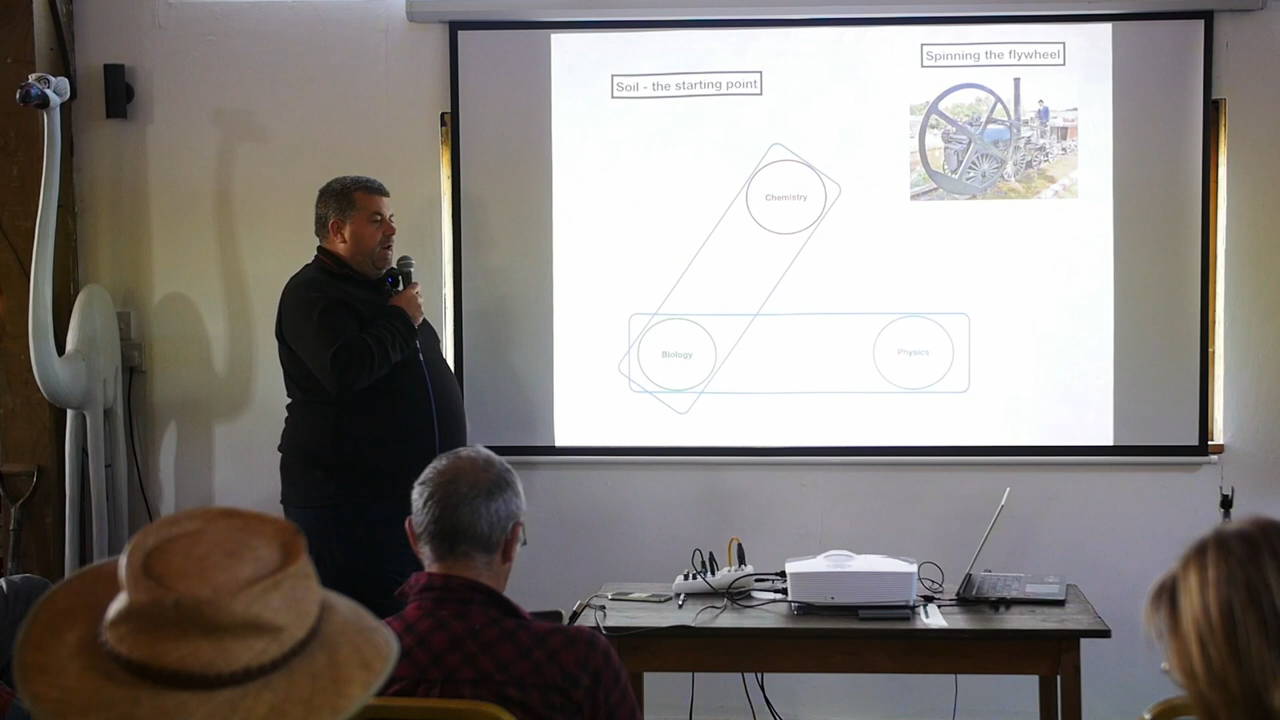 Spinning the flywheel
Soil - the starting point
Chemistry
Biology
Physics